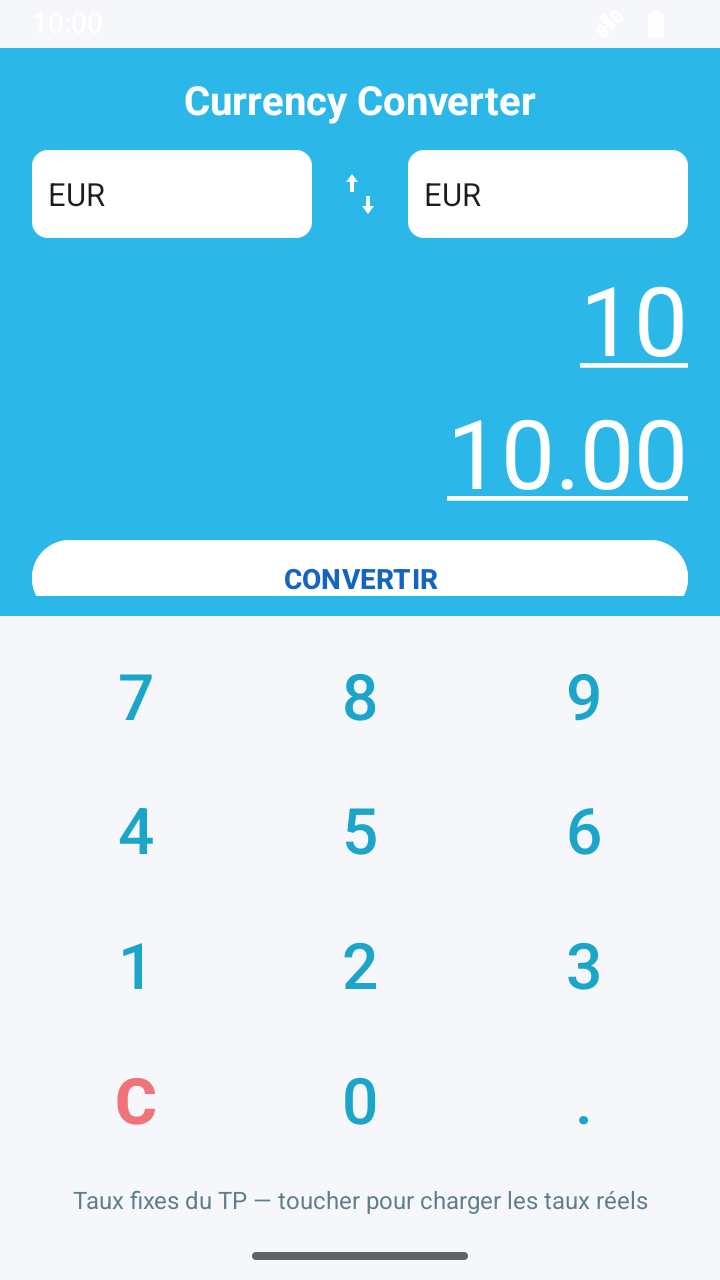 10:00
Currency Converter
EUR
EUR
10
10.00
CONVERTIR
7 8 9
4 5 6
1 2 3
C 0 .
Taux fixes du TP — toucher pour charger les taux réels